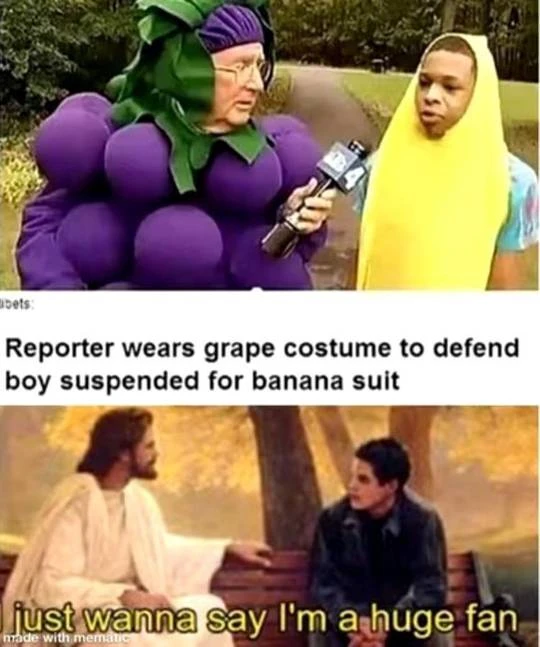 Reporter wears grape costume to defend
boy suspended for banana suit
I just wanna say I'm a huge fan
made with mematic